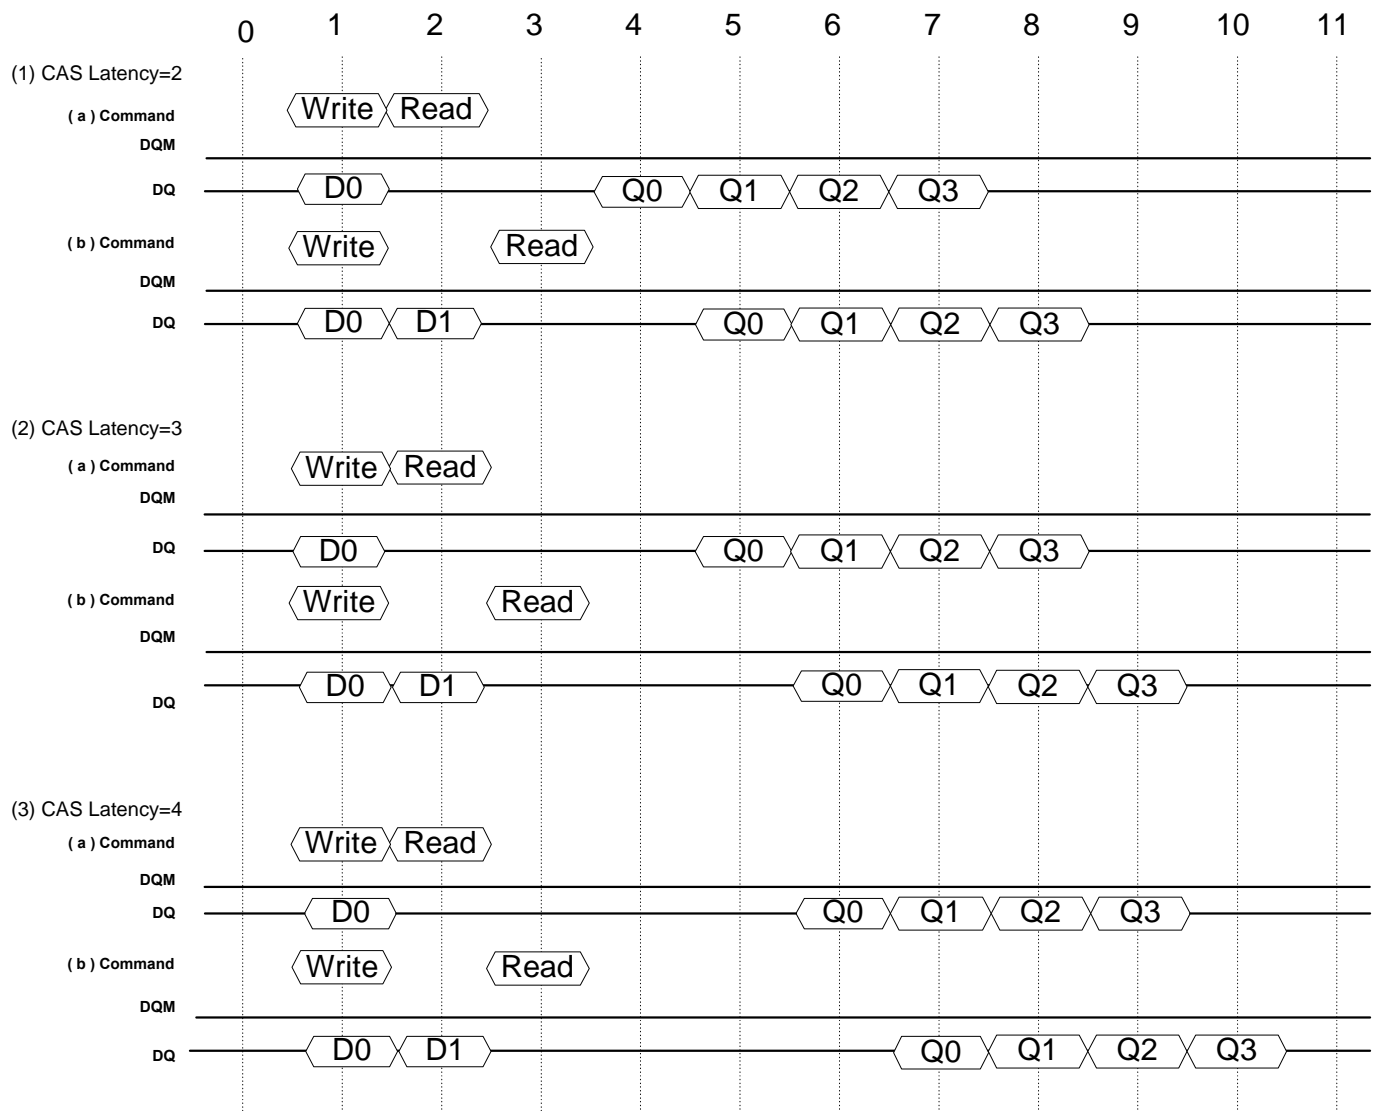 0 1 2 3 4 5 6 7 8 9 10 11
(1) CAS Latency=2
( a ) Command Write Read
DQM
DQ D0 Q0 Q1 Q2 Q3
( b ) Command Write Read
DQM
DQ D0 D1 Q0 Q1 Q2 Q3
(2) CAS Latency=3
( a ) Command Write Read
DQM
DQ D0 Q0 Q1 Q2 Q3
( b ) Command Write Read
DQM
DQ D0 D1 Q0 Q1 Q2 Q3
(3) CAS Latency=4
( a ) Command Write Read
DQM
DQ D0 Q0 Q1 Q2 Q3
( b ) Command Write Read
DQM
DQ D0 D1 Q0 Q1 Q2 Q3